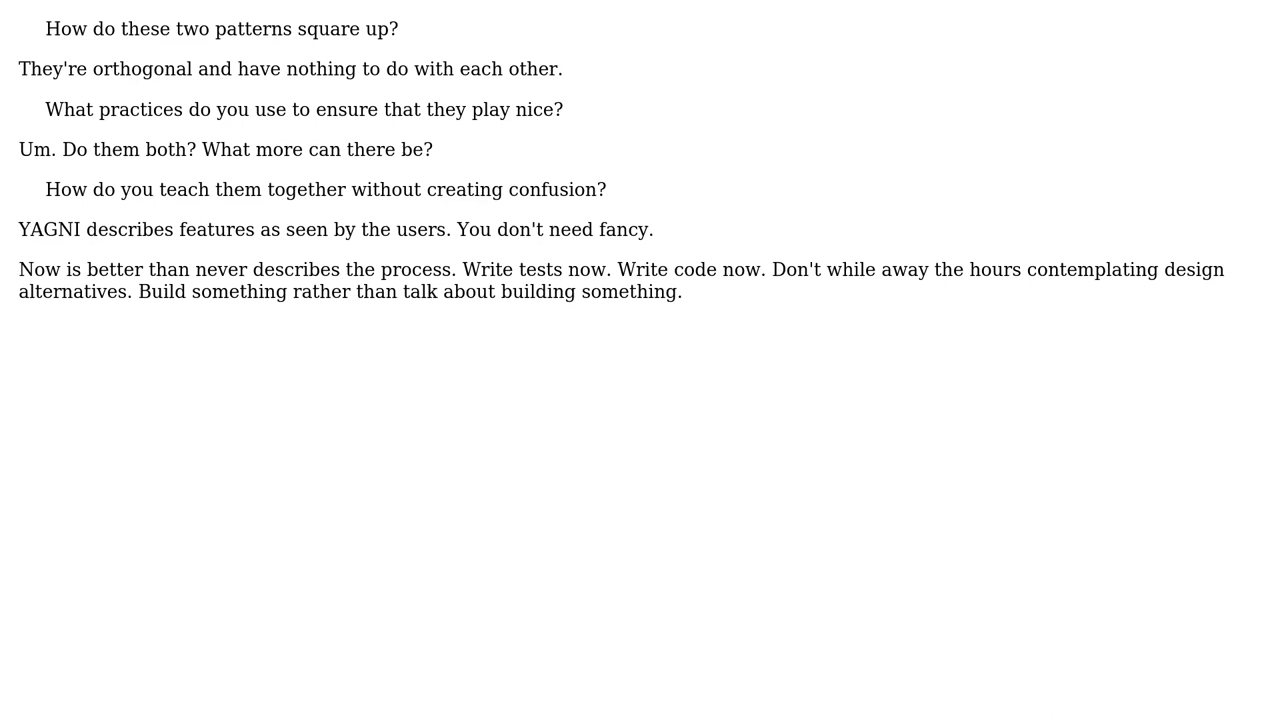 How do these two patterns square up?
They're orthogonal and have nothing to do with each other.
What practices do you use to ensure that they play nice?
Um. Do them both? What more can there be?
How do you teach them together without creating confusion?
YAGNI describes features as seen by the users. You don't need fancy.
Now is better than never describes the process. Write tests now. Write code now. Don't while away the hours contemplating design
alternatives. Build something rather than talk about building something.